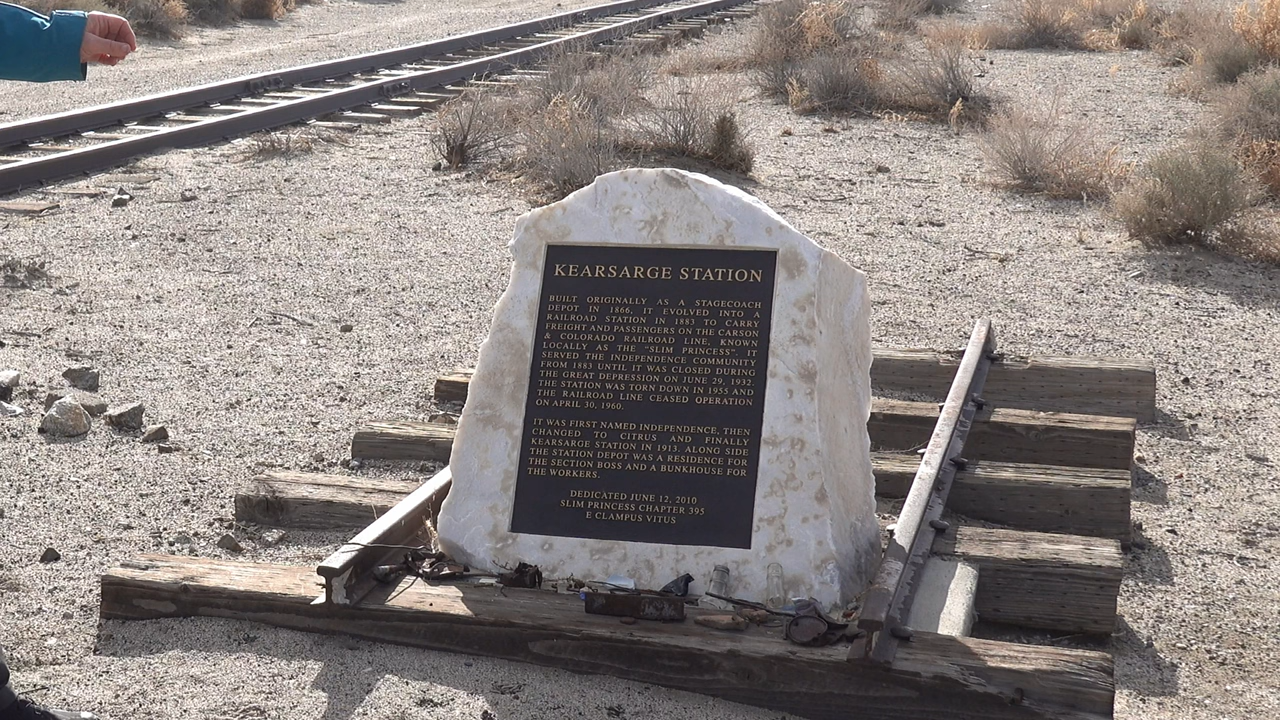 KEARSARGE STATION
BUILT ORIGINALLY AS A STAGECOACH
DEPOT IN 1866, IT EVOLVED INTO A
RAILROAD STATION IN 1883 TO CARRY
FREIGHT AND PASSENGERS ON THE CARSON
& COLORADO RAILROAD LINE, KNOWN
LOCALLY AS THE "SLIM PRINCESS". IT
SERVED THE INDEPENDENCE COMMUNITY
FROM 1883 UNTIL IT WAS CLOSED DURING
THE GREAT DEPRESSION ON JUNE 29, 1932.
THE STATION WAS TORN DOWN IN 1955 AND
THE RAILROAD LINE CEASED OPERATION
ON APRIL 30, 1960.
IT WAS FIRST NAMED INDEPENDENCE, THEN
CHANGED TO CITRUS AND FINALLY
KEARSARGE STATION IN 1913. ALONG SIDE
THE STATION DEPOT WAS A RESIDENCE FOR
THE SECTION BOSS AND A BUNKHOUSE FOR
THE WORKERS.
DEDICATED JUNE 12, 2010
SLIM PRINCESS CHAPTER 395
E CLAMPUS VITUS